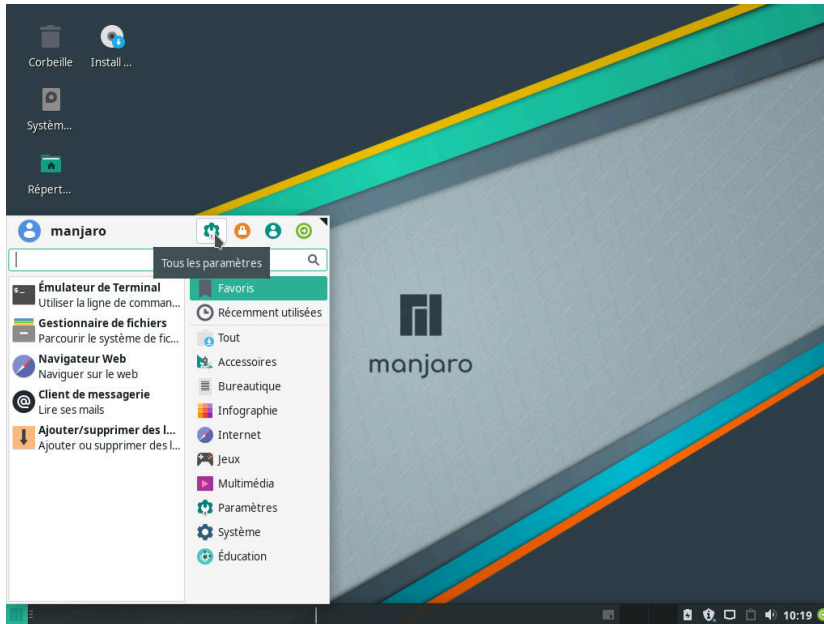 Corbeille
Install ...
Systèm...
Répert...
manjaro
Tous les paramètres
Émulateur de Terminal
Utiliser la ligne de comman...
Gestionnaire de fichiers
Parcourir le système de fic...
Navigateur Web
Naviguer sur le web
Client de messagerie
Lire ses mails
Ajouter/supprimer des l...
Ajouter ou supprimer des l...
Favoris
Récemment utilisées
Tout
Accessoires
Bureautique
Infographie
Internet
Jeux
Multimédia
Paramètres
Système
Éducation
manjaro
10:19